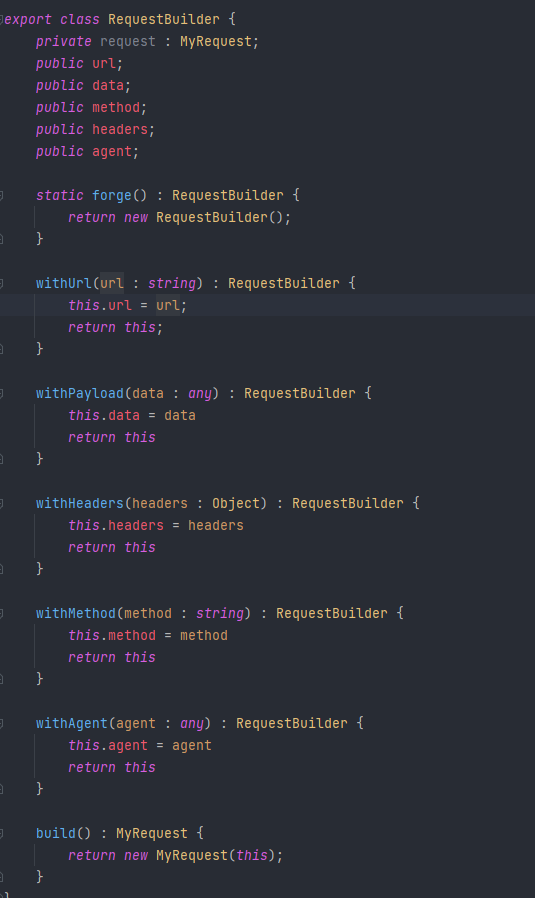 export class RequestBuilder {
private request : MyRequest;
public url;
public data;
public method;
public headers;
public agent;
static forge() : RequestBuilder {
return new RequestBuilder();
}
withUrl(url : string) : RequestBuilder {
this.url = url;
return this;
}
withPayload(data : any) : RequestBuilder {
this.data = data
return this
}
withHeaders(headers : Object) : RequestBuilder {
this.headers = headers
return this
}
withMethod(method : string) : RequestBuilder {
this.method = method
return this
}
withAgent(agent : any) : RequestBuilder {
this.agent = agent
return this
}
build() : MyRequest {
return new MyRequest(this);
}
}